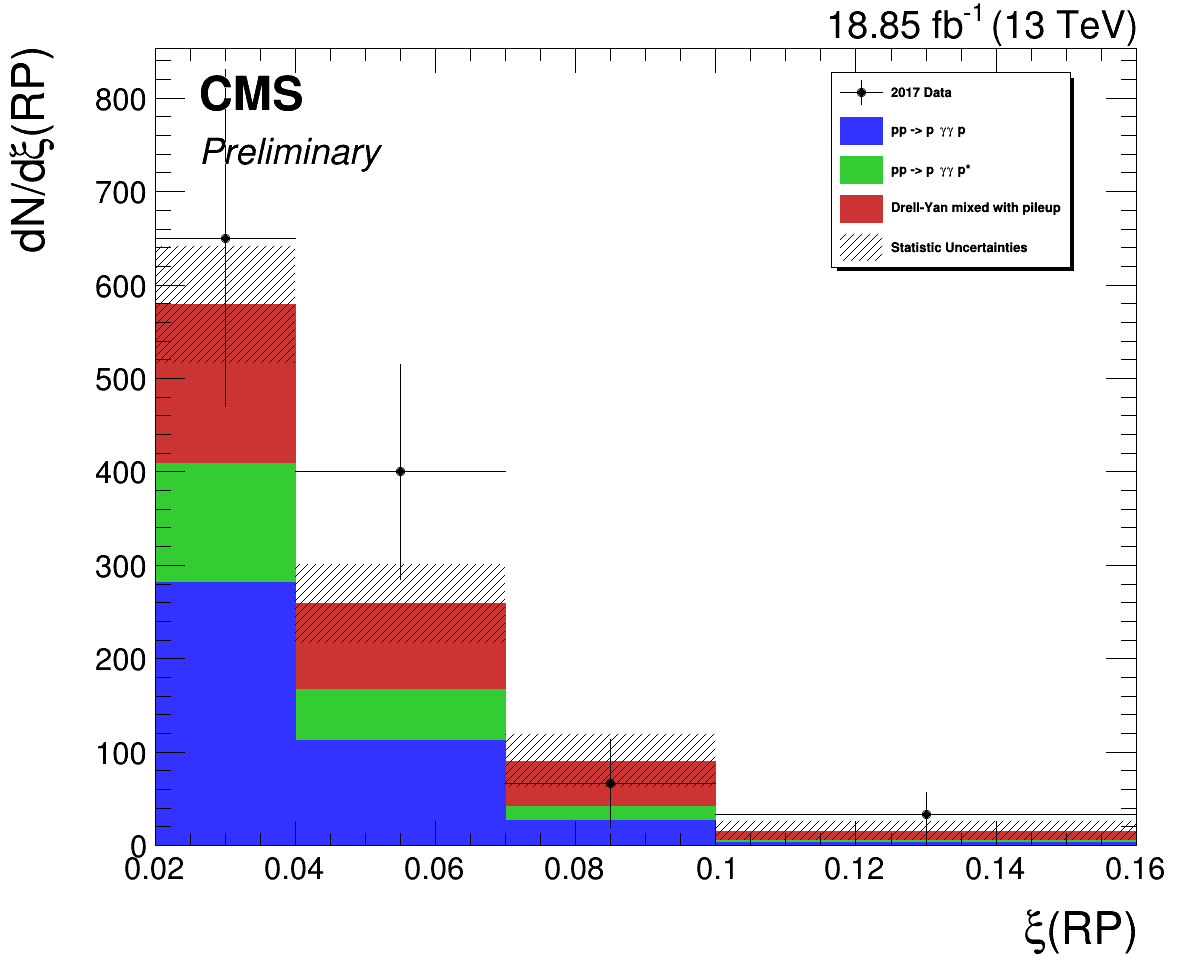 18.85 fb-1 (13 TeV)
dN/dξ(RP)
CMS
Preliminary
2017 Data
pp -> p γγ p
pp -> p γγ p*
Drell-Yan mixed with pileup
Statistic Uncertainties
800
700
600
500
400
300
200
100
0
0.02 0.04 0.06 0.08 0.1 0.12 0.14 0.16
ξ(RP)